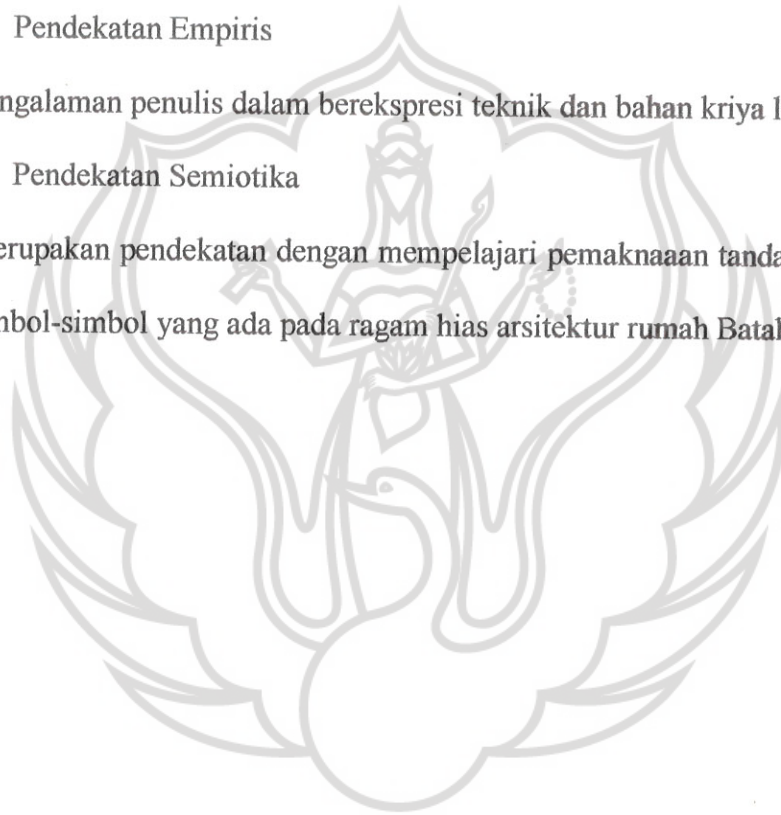 Pendekatan Empiris
ngalaman penulis dalam berekspresi teknik dan bahan kriya l
Pendekatan Semiotika
erupakan pendekatan dengan mempelajari pemaknaaan tanda
nbol-simbol yang ada pada ragam hias arsitektur rumah Batak